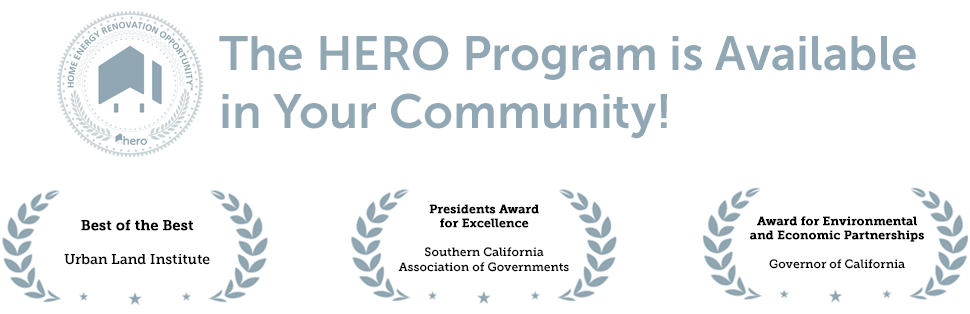 HOME ENERGY RENOVATION OPPORTUNITY
hero
The HERO Program is Available
in Your Community!
Best of the Best
Urban Land Institute
Presidents Award
for Excellence
Southern California
Association of Governments
Award for Environmental
and Economic Partnerships
Governor of California